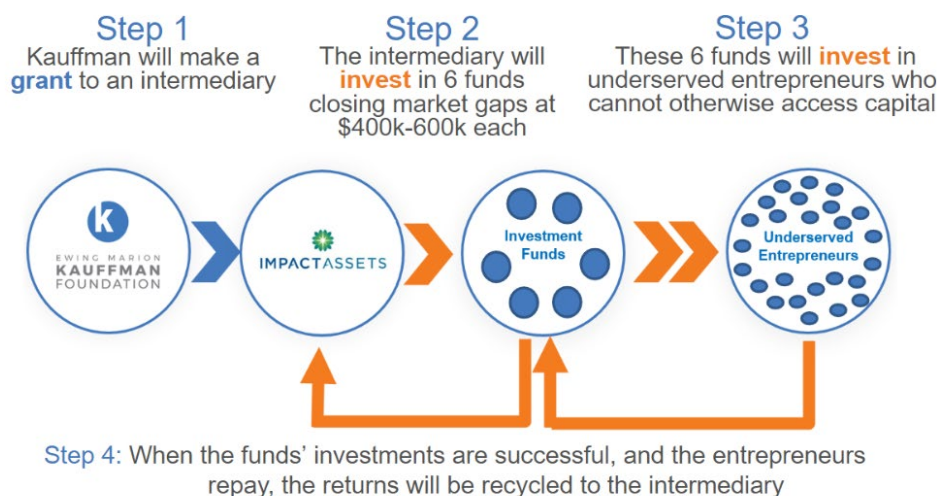 Step 1
Kauffman will make a
grant to an intermediary
Step 2
The intermediary will
invest in 6 funds
closing market gaps at
$400k-600k each
Step 3
These 6 funds will invest in
underserved entrepreneurs who
cannot otherwise access capital
K
EWING MARION
KAUFFMAN
FOUNDATION
IMPACTASSETS
Investment
Funds
Underserved
Entrepreneurs
Step 4: When the funds' investments are successful, and the entrepreneurs
repay, the returns will be recycled to the intermediary